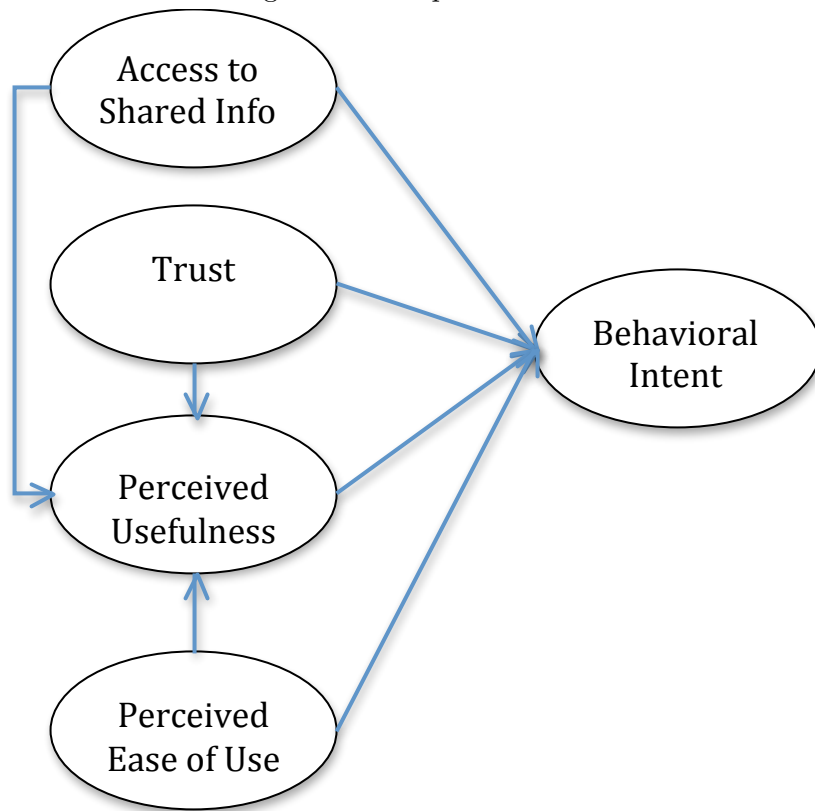 Access to
Shared Info
Trust
Behavioral
Intent
Perceived
Usefulness
Perceived
Ease of Use